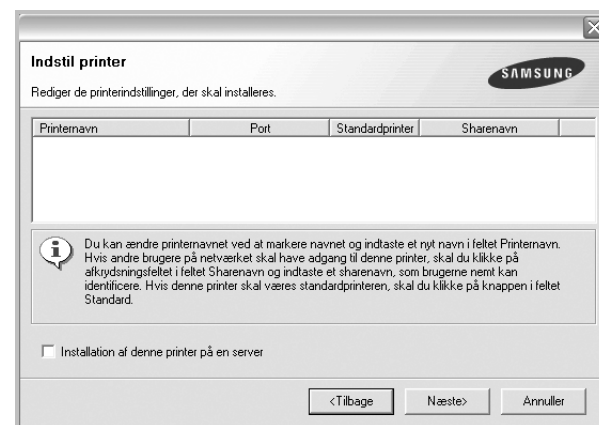 Indstil printer
Rediger de printerindstillinger, der skal installeres.
SAMSUNG
Printernavn Port Standardprinter Sharenavn
Du kan ændre printernavnet ved at markere navnet og indtaste et nyt navn i feltet Printernavn.
Hvis andre brugere på netværket skal have adgang til denne printer, skal du klikke på
afkrydsningsfeltet i feltet Sharenavn og indtaste et sharenavn, som brugerne nemt kan
identificere. Hvis denne printer skal væres standardprinteren, skal du klikke på knappen i feltet
Standard.
Installation af denne printer på en server
<Tilbage Næste> Annuller